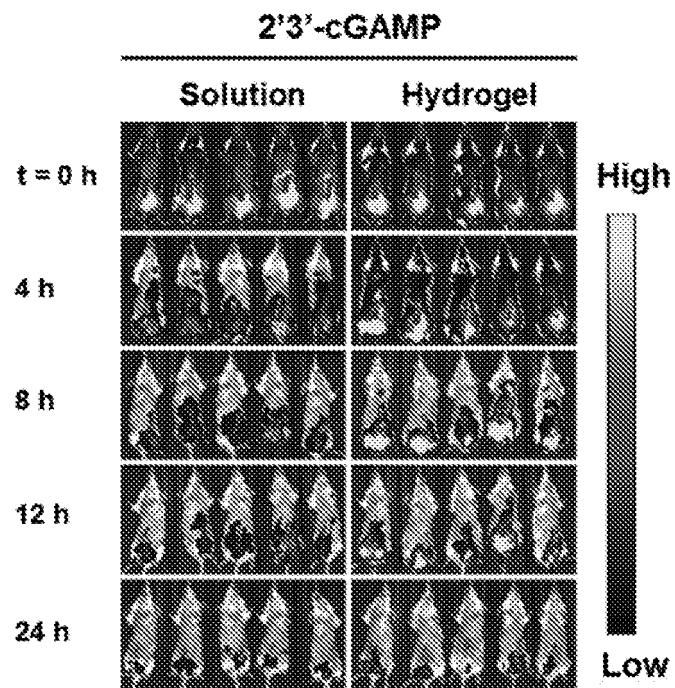 2'3'-cGAMP
Solution Hydrogel
t = 0 h
High
4 h
8 h
12 h
24 h
Low